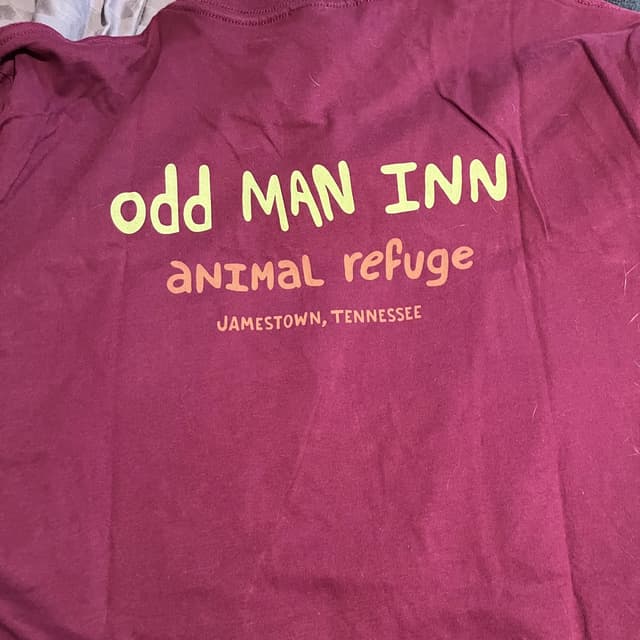 odd MAN INN
aNIMaL refuge
JAMESTOWN, TENNESSEE